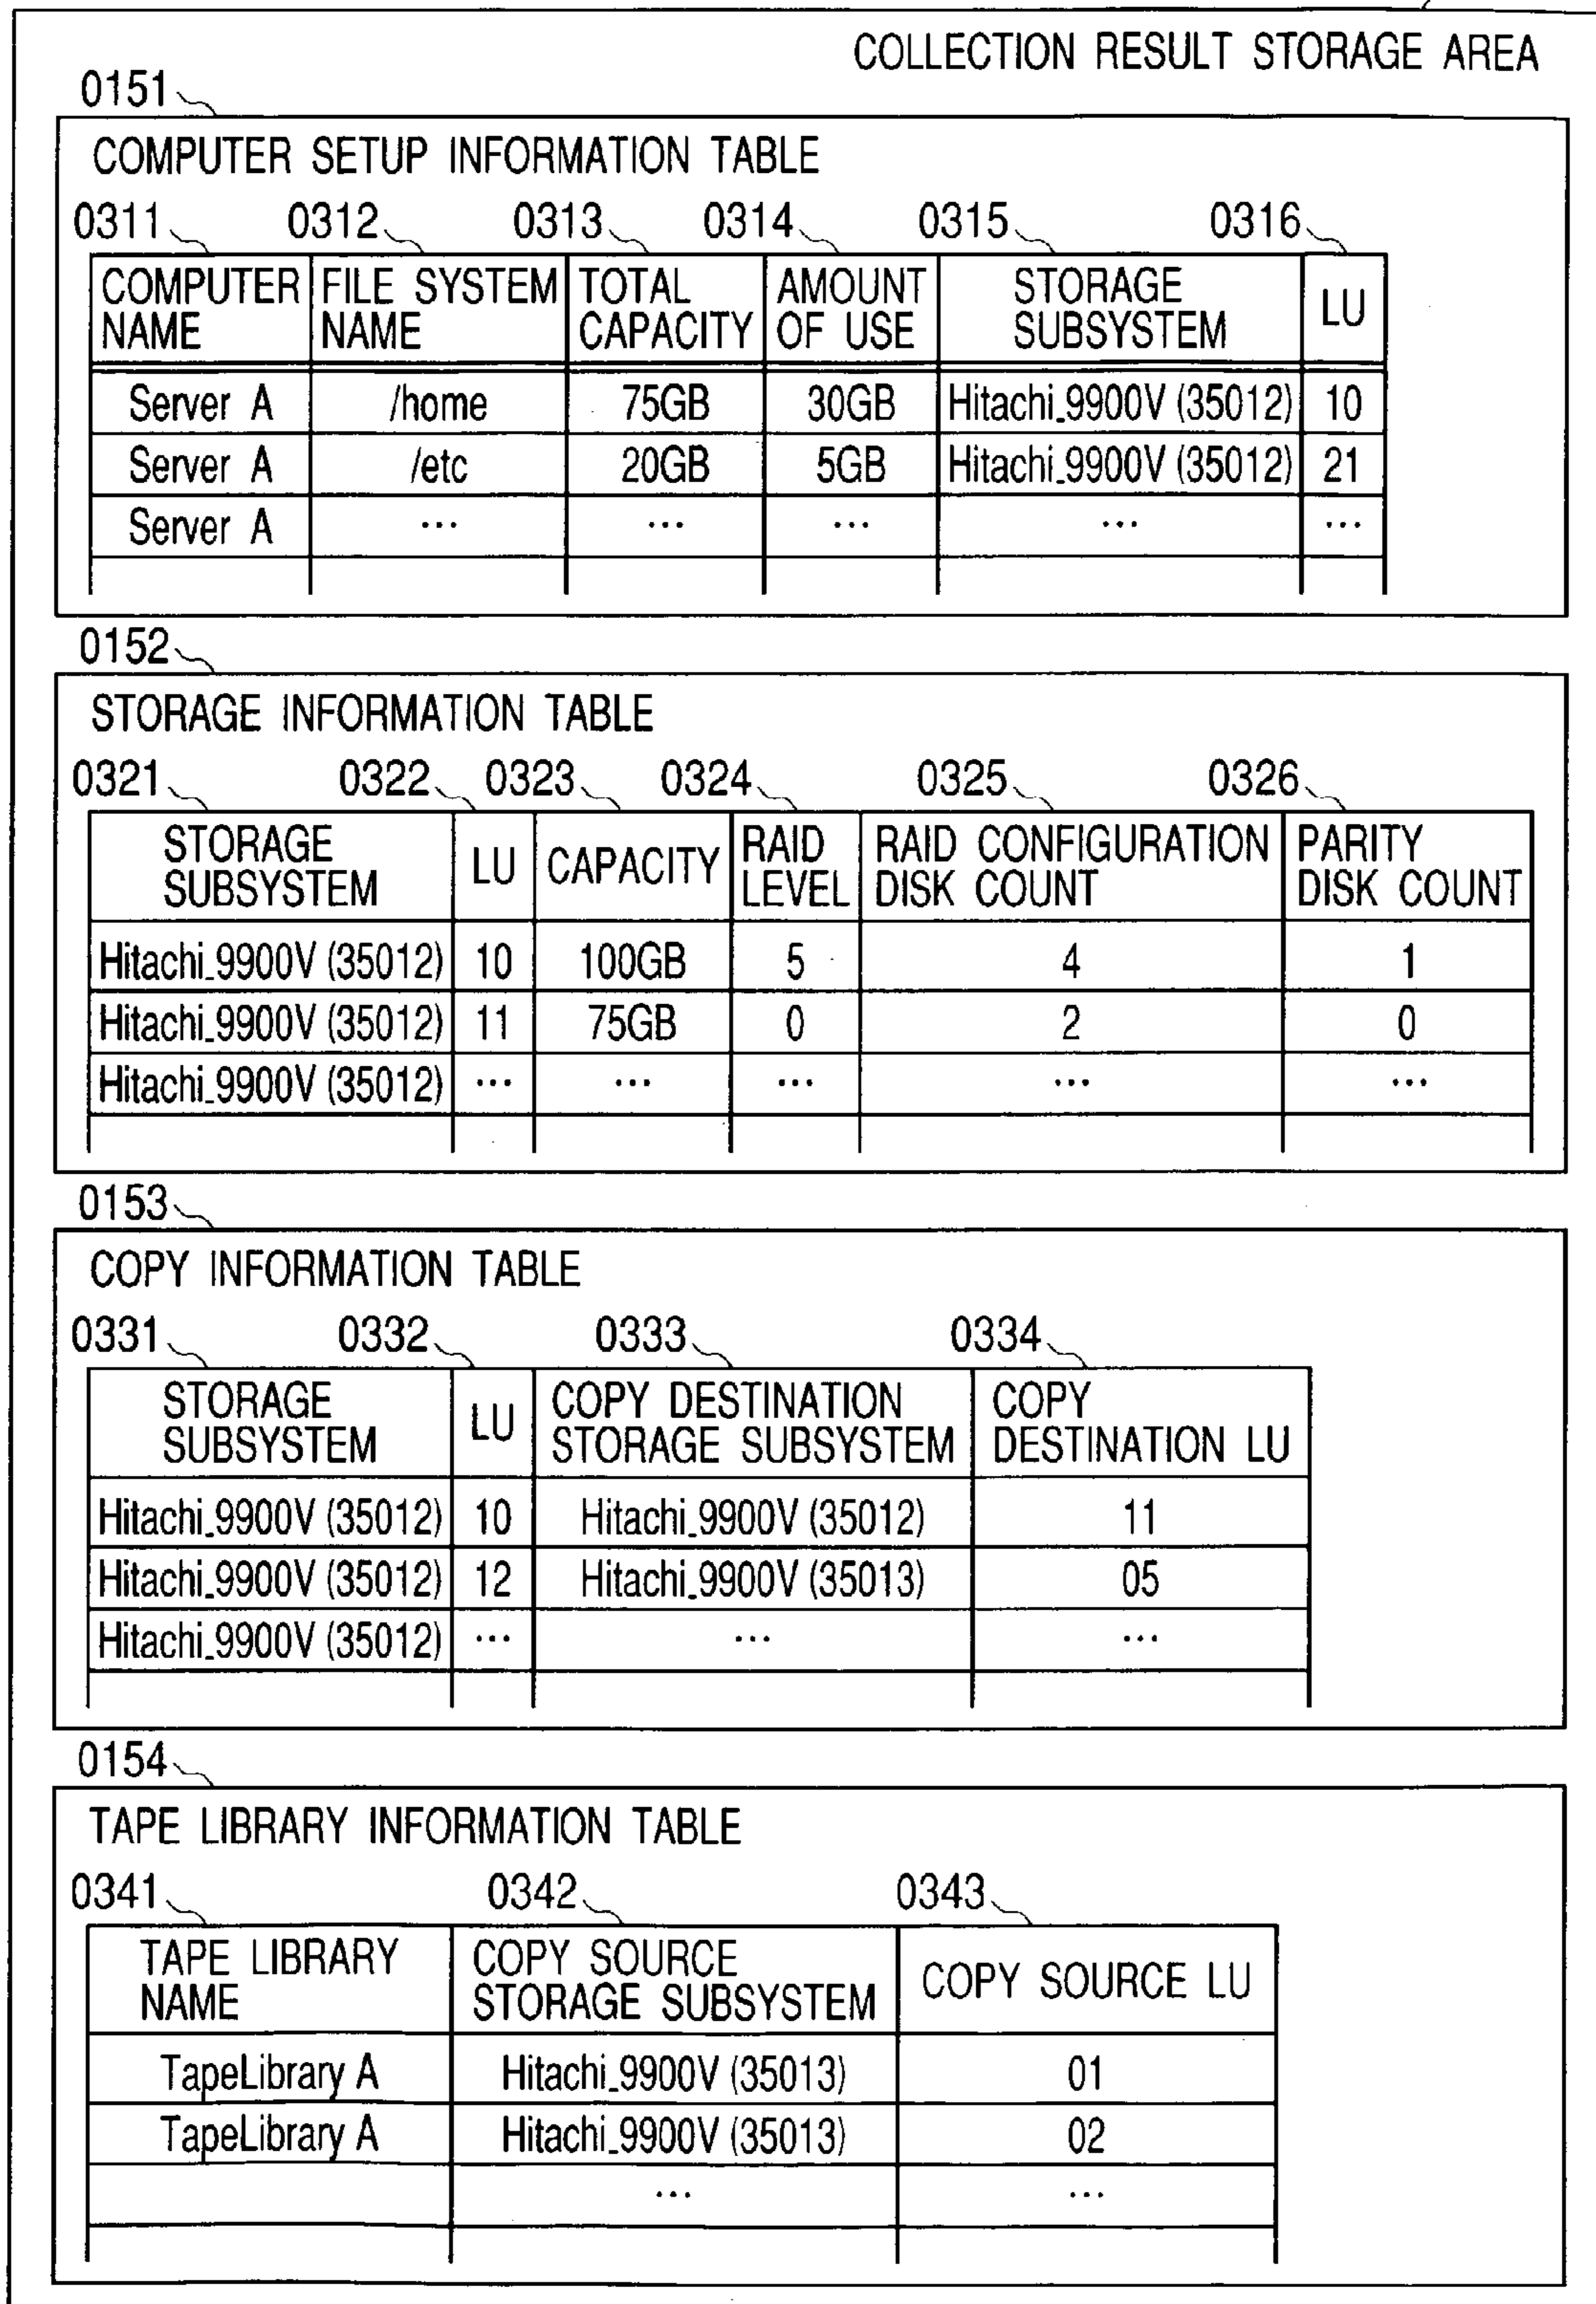 COLLECTION RESULT STORAGE AREA
0151
COMPUTER SETUP INFORMATION TABLE
0311 0312 0313 0314 0315 0316
COMPUTER NAME FILE SYSTEM NAME TOTAL CAPACITY AMOUNT OF USE STORAGE SUBSYSTEM LU
Server A /home 75GB 30GB Hitachi_9900V (35012) 10
Server A /etc 20GB 5GB Hitachi_9900V (35012) 21
Server A ... ... ... ... ...
0152
STORAGE INFORMATION TABLE
0321 0322 0323 0324 0325 0326
STORAGE SUBSYSTEM LU CAPACITY RAID LEVEL RAID CONFIGURATION DISK COUNT PARITY DISK COUNT
Hitachi_9900V (35012) 10 100GB 5 4 1
Hitachi_9900V (35012) 11 75GB 0 2 0
Hitachi_9900V (35012) ... ... ... ... ...
0153
COPY INFORMATION TABLE
0331 0332 0333 0334
STORAGE SUBSYSTEM LU COPY DESTINATION STORAGE SUBSYSTEM COPY DESTINATION LU
Hitachi_9900V (35012) 10 Hitachi_9900V (35012) 11
Hitachi_9900V (35012) 12 Hitachi_9900V (35013) 05
Hitachi_9900V (35012) ... ... ...
0154
TAPE LIBRARY INFORMATION TABLE
0341 0342 0343
TAPE LIBRARY NAME COPY SOURCE STORAGE SUBSYSTEM COPY SOURCE LU
TapeLibrary A Hitachi_9900V (35013) 01
TapeLibrary A Hitachi_9900V (35013) 02
... ...